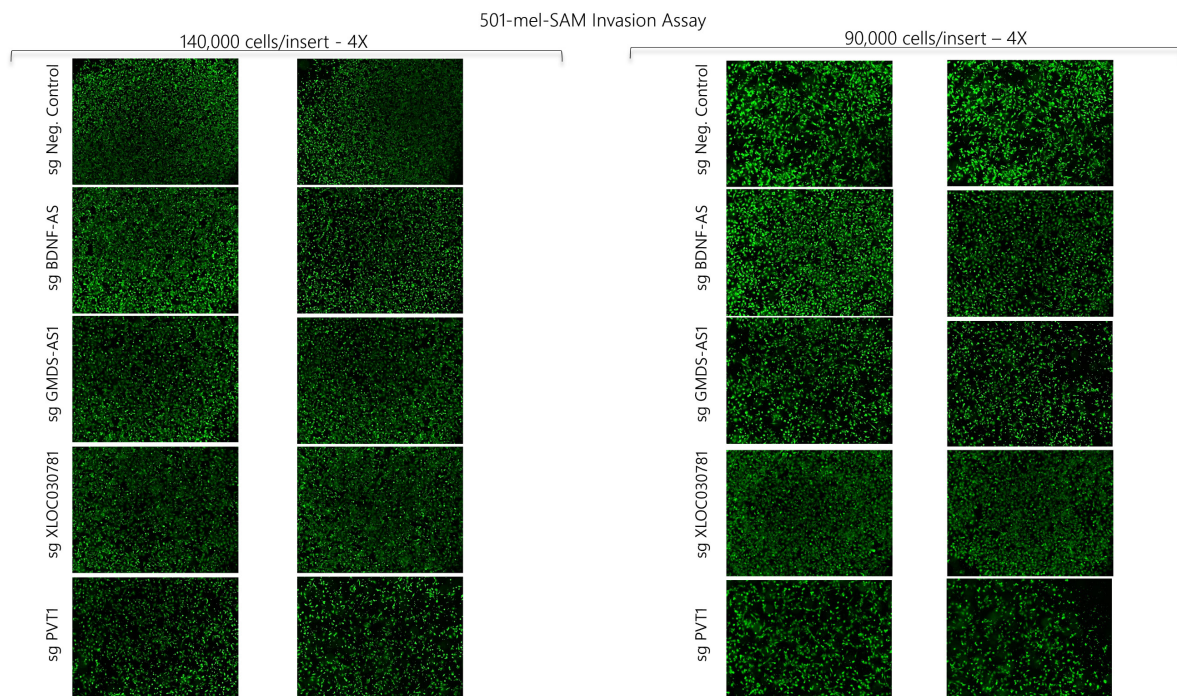 501-mel-SAM Invasion Assay
140,000 cells/insert - 4X
90,000 cells/insert – 4X
sg Neg. Control
sg Neg. Control
sg BDNF-AS
sg BDNF-AS
sg GMDS-AS1
sg GMDS-AS1
sg XLOC030781
sg XLOC030781
sg PVT1
sg PVT1